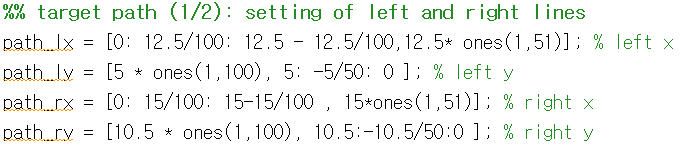 %% target path (1/2): setting of left and right lines
path_lx = [0: 12.5/100: 12.5 - 12.5/100,12.5* ones(1,51)]; % left x
path_ly = [5 * ones(1,100), 5: -5/50: 0 ]; % left y
path_rx = [0: 15/100: 15-15/100 , 15*ones(1,51)]; % right x
path_ry = [10.5 * ones(1,100), 10.5:-10.5/50:0 ]; % right y